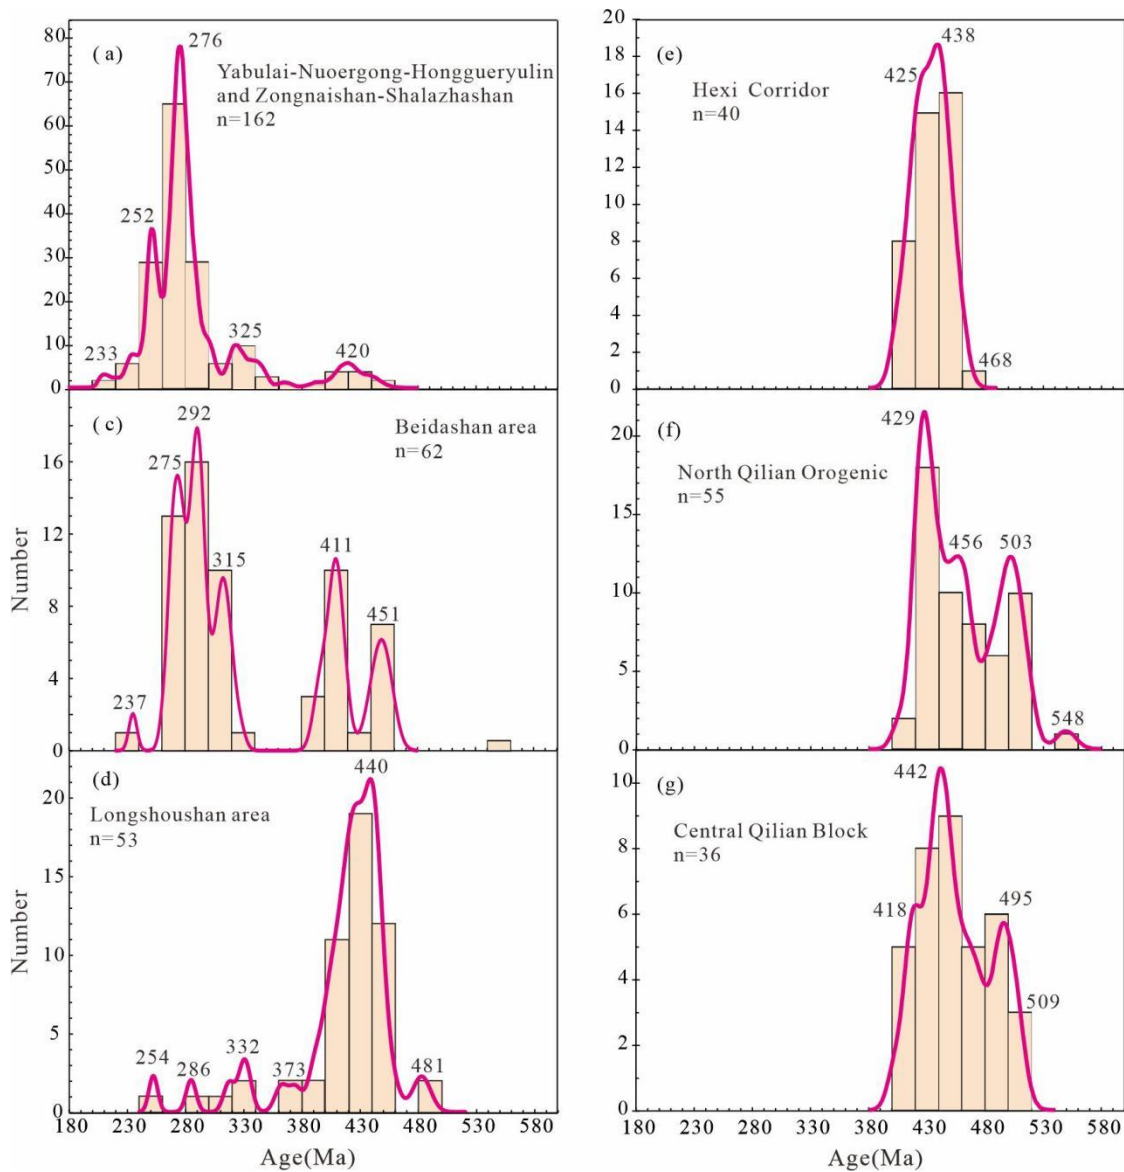 (a)
276
Yabulai-Nuoergong-Honggueryulin
and Zongnaishan-Shalazhashan
n=162
252
233
325
420
80
70
60
50
40
30
20
10
0
(c)
292
Beidashan area
n=62
275
315
411
451
237
16
12
8
4
0
Number
(d)
440
Longshoushan area
n=53
254
286
332
373
481
20
15
10
5
0
Number
180 230 280 330 380 430 480 530 580
Age(Ma)
(e)
438
425
Hexi Corridor
n=40
468
20
18
16
14
12
10
8
6
4
2
0
(f)
429
North Qilian Orogenic
n=55
456
503
548
20
15
10
5
0
(g)
442
Central Qilian Block
n=36
418
495
509
10
8
6
4
2
0
180 230 280 330 380 430 480 530 580
Age(Ma)